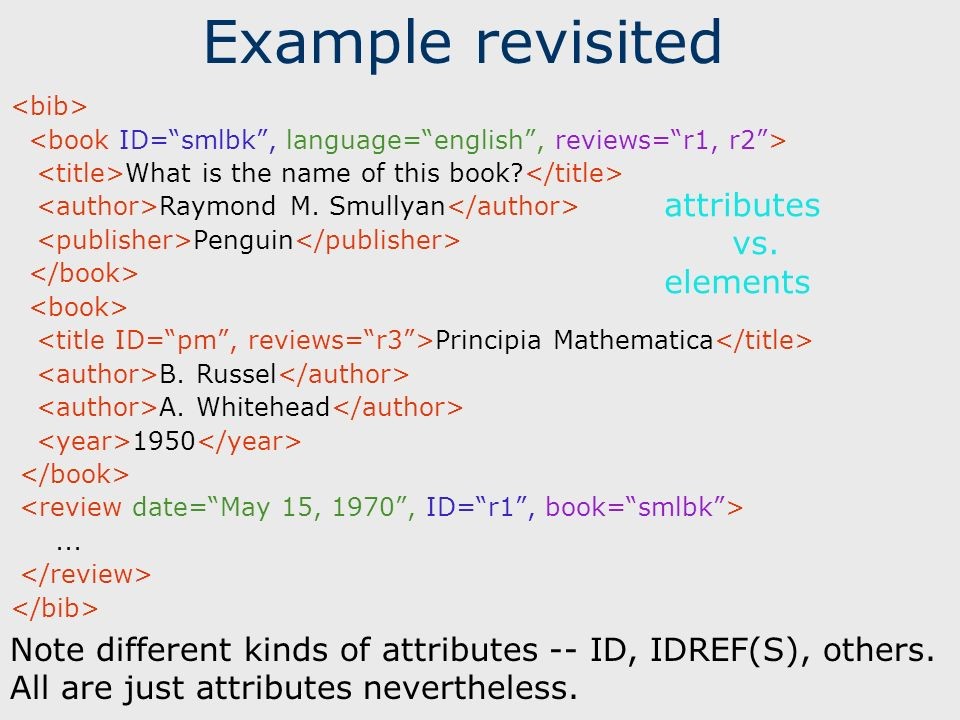 Example revisited
<bib>
<book ID=“smlbk”, language=“english”, reviews=“r1, r2”>
<title>What is the name of this book?</title>
<author>Raymond M. Smullyan</author>
<publisher>Penguin</publisher>
</book>
<book>
<title ID=“pm”, reviews=“r3”>Principia Mathematica</title>
<author>B. Russel</author>
<author>A. Whitehead</author>
<year>1950</year>
</book>
<review date=“May 15, 1970”, ID=“r1”, book=“smlbk”>
...
</review>
</bib>
attributes
vs.
elements
Note different kinds of attributes -- ID, IDREF(S), others.
All are just attributes nevertheless.